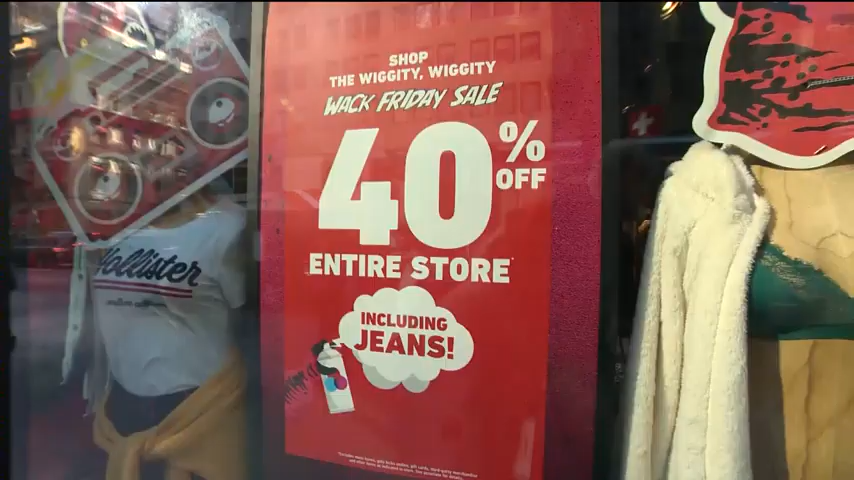 SHOP
THE WIGGITY, WIGGITY
WACK FRIDAY SALE
40%
OFF
ENTIRE STORE*
INCLUDING
JEANS!
Hollister